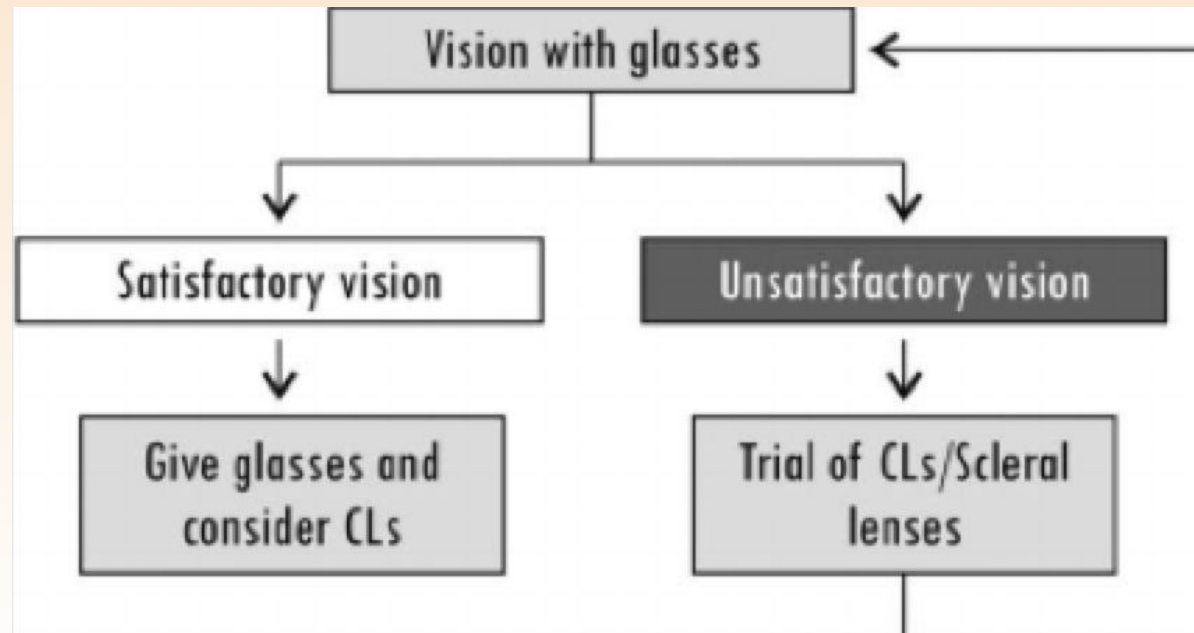 Vision with glasses
Satisfactory vision
Unsatisfactory vision
Give glasses and
consider CLs
Trial of CLs/Scleral
lenses